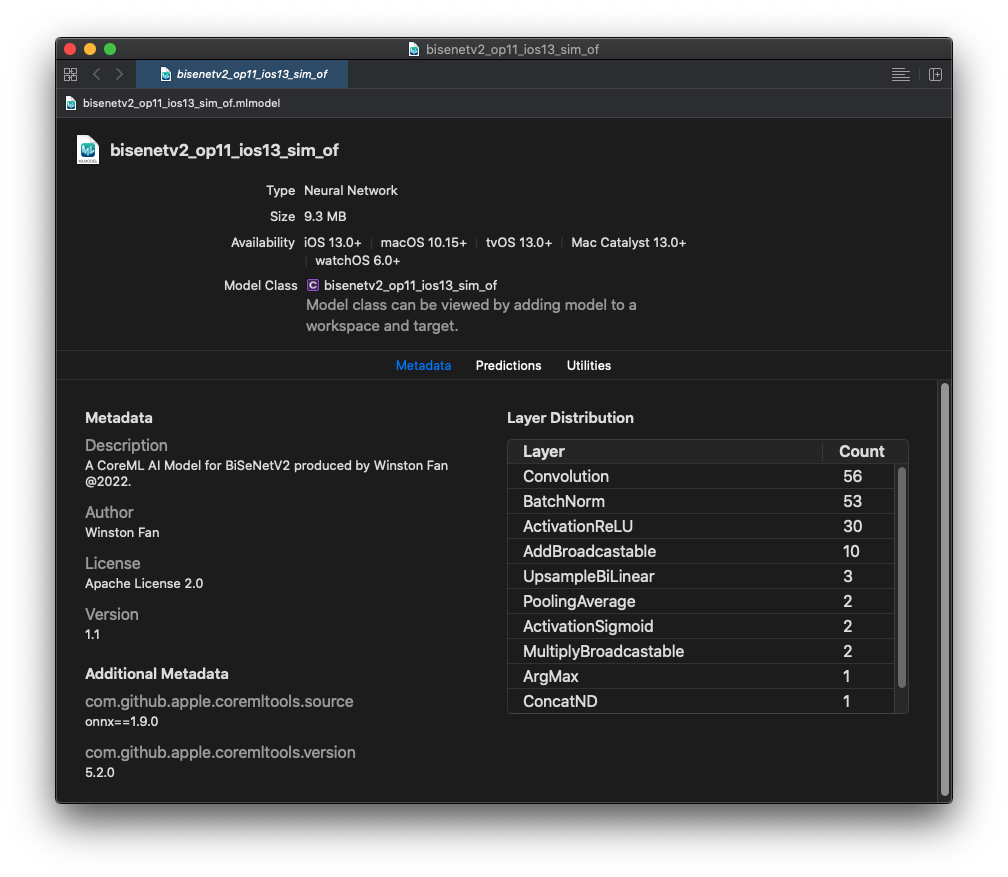 bisenetv2_op11_ios13_sim_of
bisenetv2_op11_ios13_sim_of
bisenetv2_op11_ios13_sim_of.mlmodel
bisenetv2_op11_ios13_sim_of
Type Neural Network
Size 9.3 MB
Availability iOS 13.0+ | macOS 10.15+ | tvOS 13.0+ | Mac Catalyst 13.0+
| watchOS 6.0+
Model Class C bisenetv2_op11_ios13_sim_of
Model class can be viewed by adding model to a
workspace and target.
Metadata Predictions Utilities
Metadata
Description
A CoreML AI Model for BiSeNetV2 produced by Winston Fan
@2022.
Author
Winston Fan
License
Apache License 2.0
Version
1.1
Additional Metadata
com.github.apple.coremltools.source
onnx==1.9.0
com.github.apple.coremltools.version
5.2.0
Layer Distribution
Layer Count
Convolution 56
BatchNorm 53
ActivationReLU 30
AddBroadcastable 10
UpsampleBiLinear 3
PoolingAverage 2
ActivationSigmoid 2
MultiplyBroadcastable 2
ArgMax 1
ConcatND 1